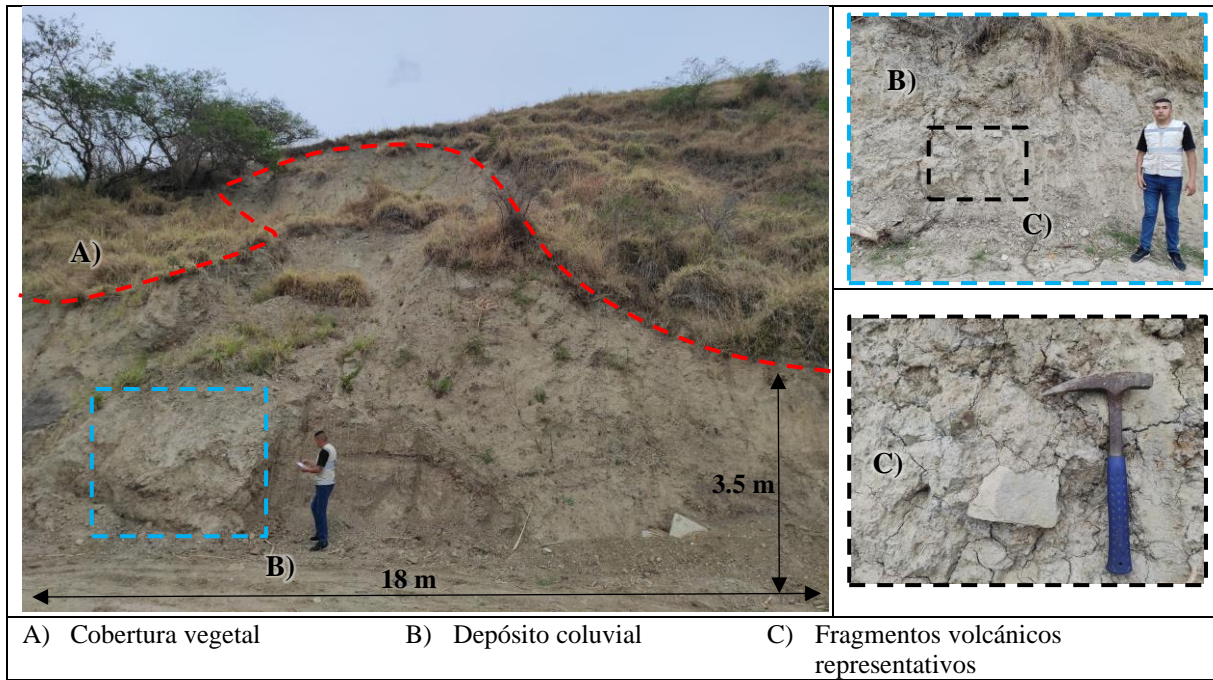 A)
B)
18 m
3.5 m
B)
C)
C)
A) Cobertura vegetal
B) Depósito coluvial
C) Fragmentos volcánicos
representativos